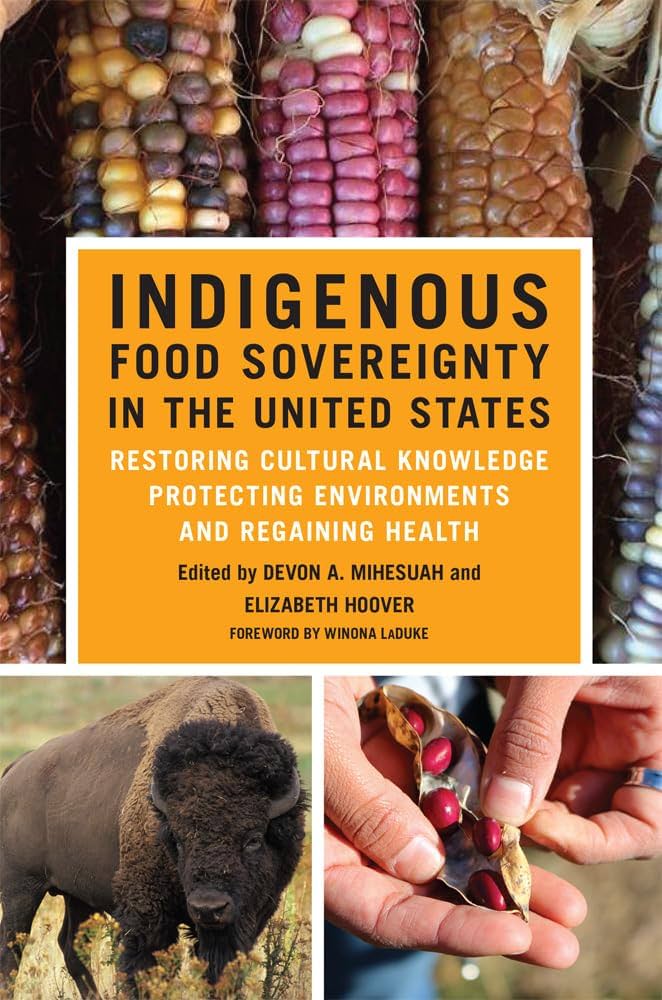 INDIGENOUS
FOOD SOVEREIGNTY
IN THE UNITED STATES
RESTORING CULTURAL KNOWLEDGE
PROTECTING ENVIRONMENTS
AND REGAINING HEALTH
Edited by DEVON A. MIHESUAH and
ELIZABETH HOOVER
FOREWORD BY WINONA LADUKE